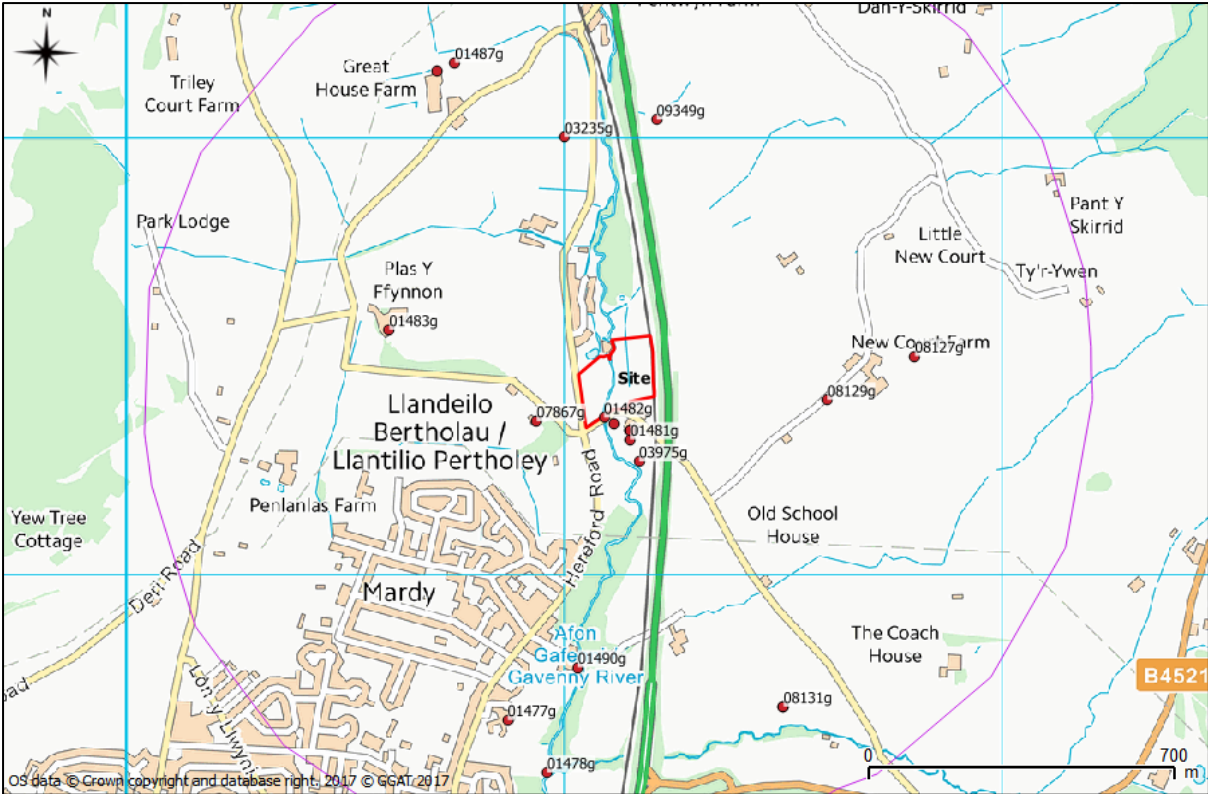 N
Dan-Y-Skirrid
01487g
Great
House Farm
Triley
Court Farm
09349g
03235g
Park Lodge
Pant Y
Skirrid
Little
New Court
Ty'r-Ywen
Plas Y
Ffynnon
01483g
New Court Farm
08127g
Site
08129g
Llandeilo
Bertholau /
Llantilio Pertholey
07867g
01482g
01481g
03975g
Hereford Road
Penlanlas Farm
Yew Tree
Cottage
Old School
House
Deri Road
Mardy
Afon
Gavenny River
01490g
The Coach
House
B4521
08131g
01477g
01478g
0
700
m
OS data © Crown copyright and database right, 2017 © GGAT 2017